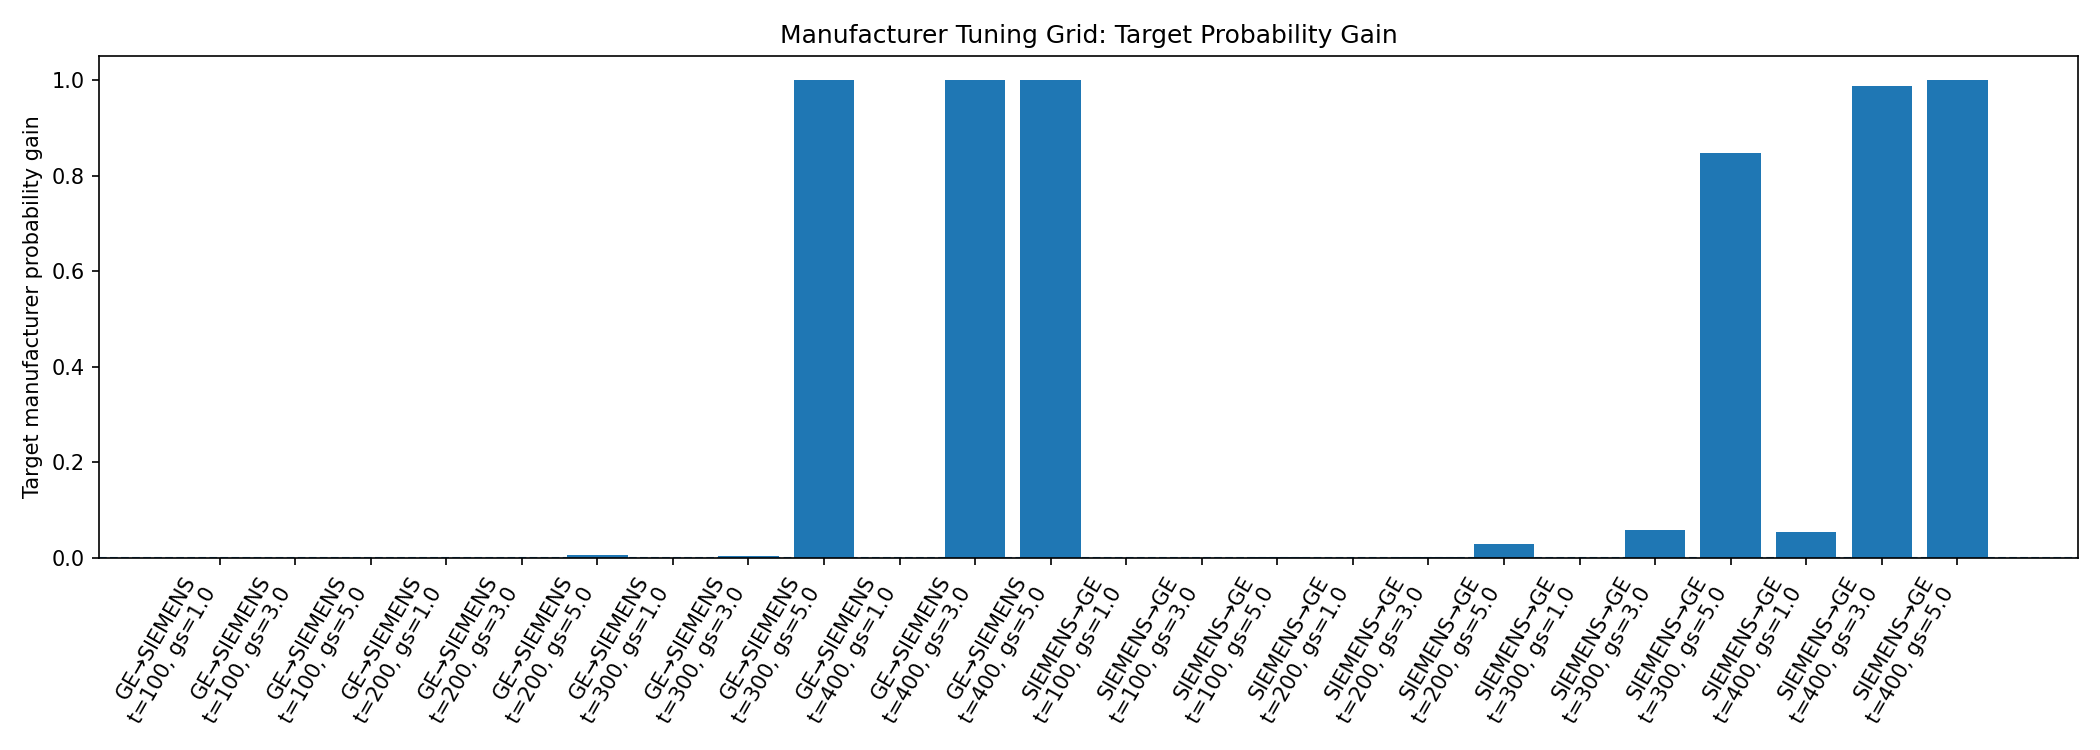 Manufacturer Tuning Grid: Target Probability Gain
Target manufacturer probability gain
1.0
0.8
0.6
0.4
0.2
0.0
GE→SIEMENS
t=100, gs=1.0
GE→SIEMENS
t=100, gs=3.0
GE→SIEMENS
t=100, gs=5.0
GE→SIEMENS
t=200, gs=1.0
GE→SIEMENS
t=200, gs=3.0
GE→SIEMENS
t=200, gs=5.0
GE→SIEMENS
t=300, gs=1.0
GE→SIEMENS
t=300, gs=3.0
GE→SIEMENS
t=300, gs=5.0
GE→SIEMENS
t=400, gs=1.0
GE→SIEMENS
t=400, gs=3.0
GE→SIEMENS
t=400, gs=5.0
SIEMENS→GE
t=100, gs=1.0
SIEMENS→GE
t=100, gs=3.0
SIEMENS→GE
t=100, gs=5.0
SIEMENS→GE
t=200, gs=1.0
SIEMENS→GE
t=200, gs=3.0
SIEMENS→GE
t=200, gs=5.0
SIEMENS→GE
t=300, gs=1.0
SIEMENS→GE
t=300, gs=3.0
SIEMENS→GE
t=300, gs=5.0
SIEMENS→GE
t=400, gs=1.0
SIEMENS→GE
t=400, gs=3.0
SIEMENS→GE
t=400, gs=5.0